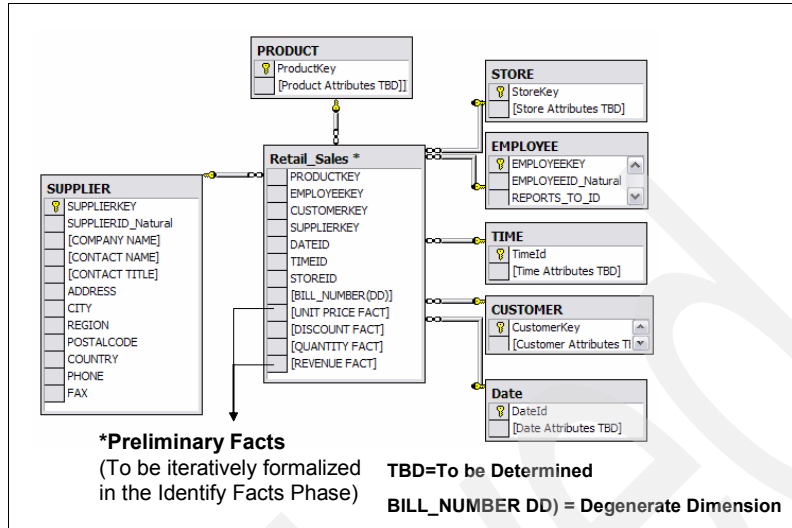 PRODUCT
ProductKey
[Product Attributes TBD]]
STORE
StoreKey
[Store Attributes TBD]
EMPLOYEE
EMPLOYEEKEY
EMPLOYEEID_Natural
REPORTS_TO_ID
Retail_Sales *
PRODUCTKEY
EMPLOYEEKEY
CUSTOMERKEY
SUPPLIERKEY
DATEID
TIMEID
STOREID
[BILL_NUMBER(DD)]
[UNIT PRICE FACT]
[DISCOUNT FACT]
[QUANTITY FACT]
[REVENUE FACT]
SUPPLIER
SUPPLIERKEY
SUPPLIERID_Natural
[COMPANY NAME]
[CONTACT NAME]
[CONTACT TITLE]
ADDRESS
CITY
REGION
POSTALCODE
COUNTRY
PHONE
FAX
TIME
TimeId
[Time Attributes TBD]
CUSTOMER
CustomerKey
[Customer Attributes TI
Date
DateId
[Date Attributes TBD]
*Preliminary Facts
(To be iteratively formalized
in the Identify Facts Phase)
TBD=To be Determined
BILL_NUMBER DD) = Degenerate Dimension